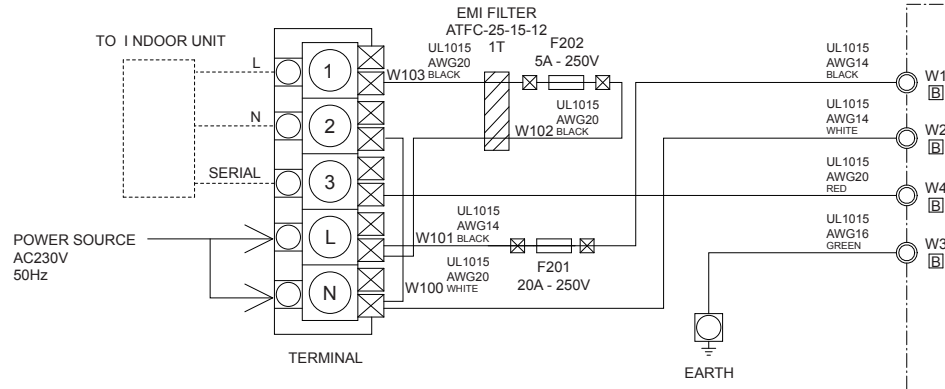 EMI FILTER
ATFC-25-15-12
1T
TO I NDOOR UNIT
L
N
SERIAL
POWER SOURCE
AC230V
50Hz
1
2
3
L
N
TERMINAL
W103
UL1015
AWG20
BLACK
F202
5A - 250V
W102
UL1015
AWG20
BLACK
W101
UL1015
AWG14
BLACK
W100
UL1015
AWG20
WHITE
F201
20A - 250V
UL1015
AWG14
BLACK
W1
B
UL1015
AWG14
WHITE
W2
B
UL1015
AWG20
RED
W4
B
UL1015
AWG16
GREEN
W3
B
EARTH